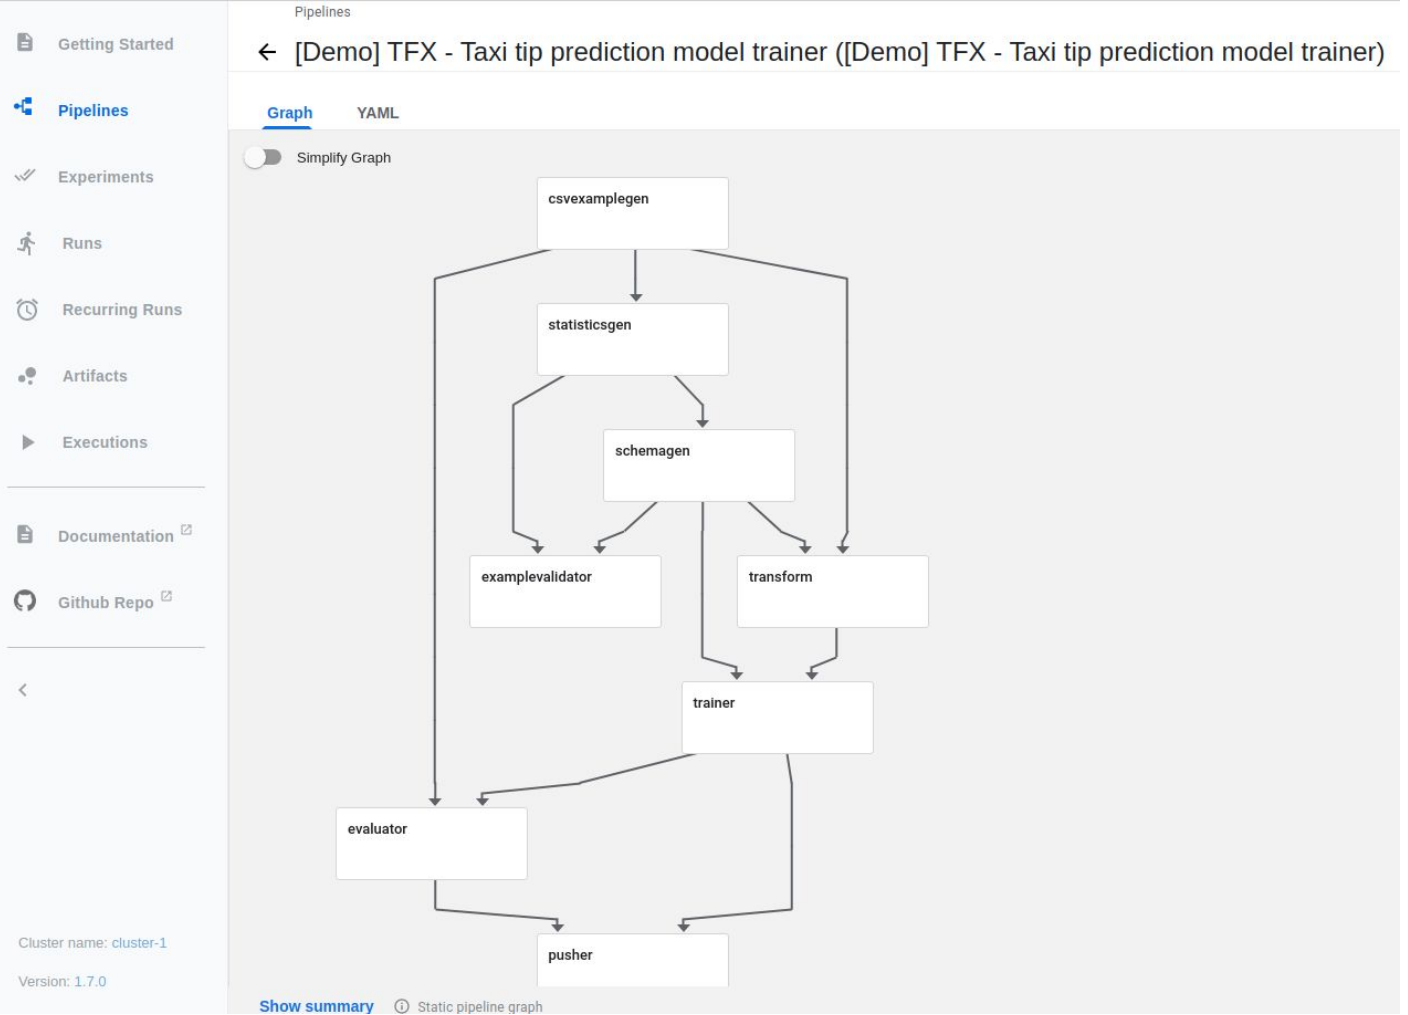 Getting Started
Pipelines
Experiments
Runs
Recurring Runs
Artifacts
Executions
Documentation
Github Repo
Cluster name: cluster-1
Version: 1.7.0
Pipelines
[Demo] TFX - Taxi tip prediction model trainer ([Demo] TFX - Taxi tip prediction model trainer)
Graph YAML
Simplify Graph
csvexamplegen
statisticsgen
schemagen
examplevalidator transform
trainer
evaluator
pusher
Show summary Static pipeline graph